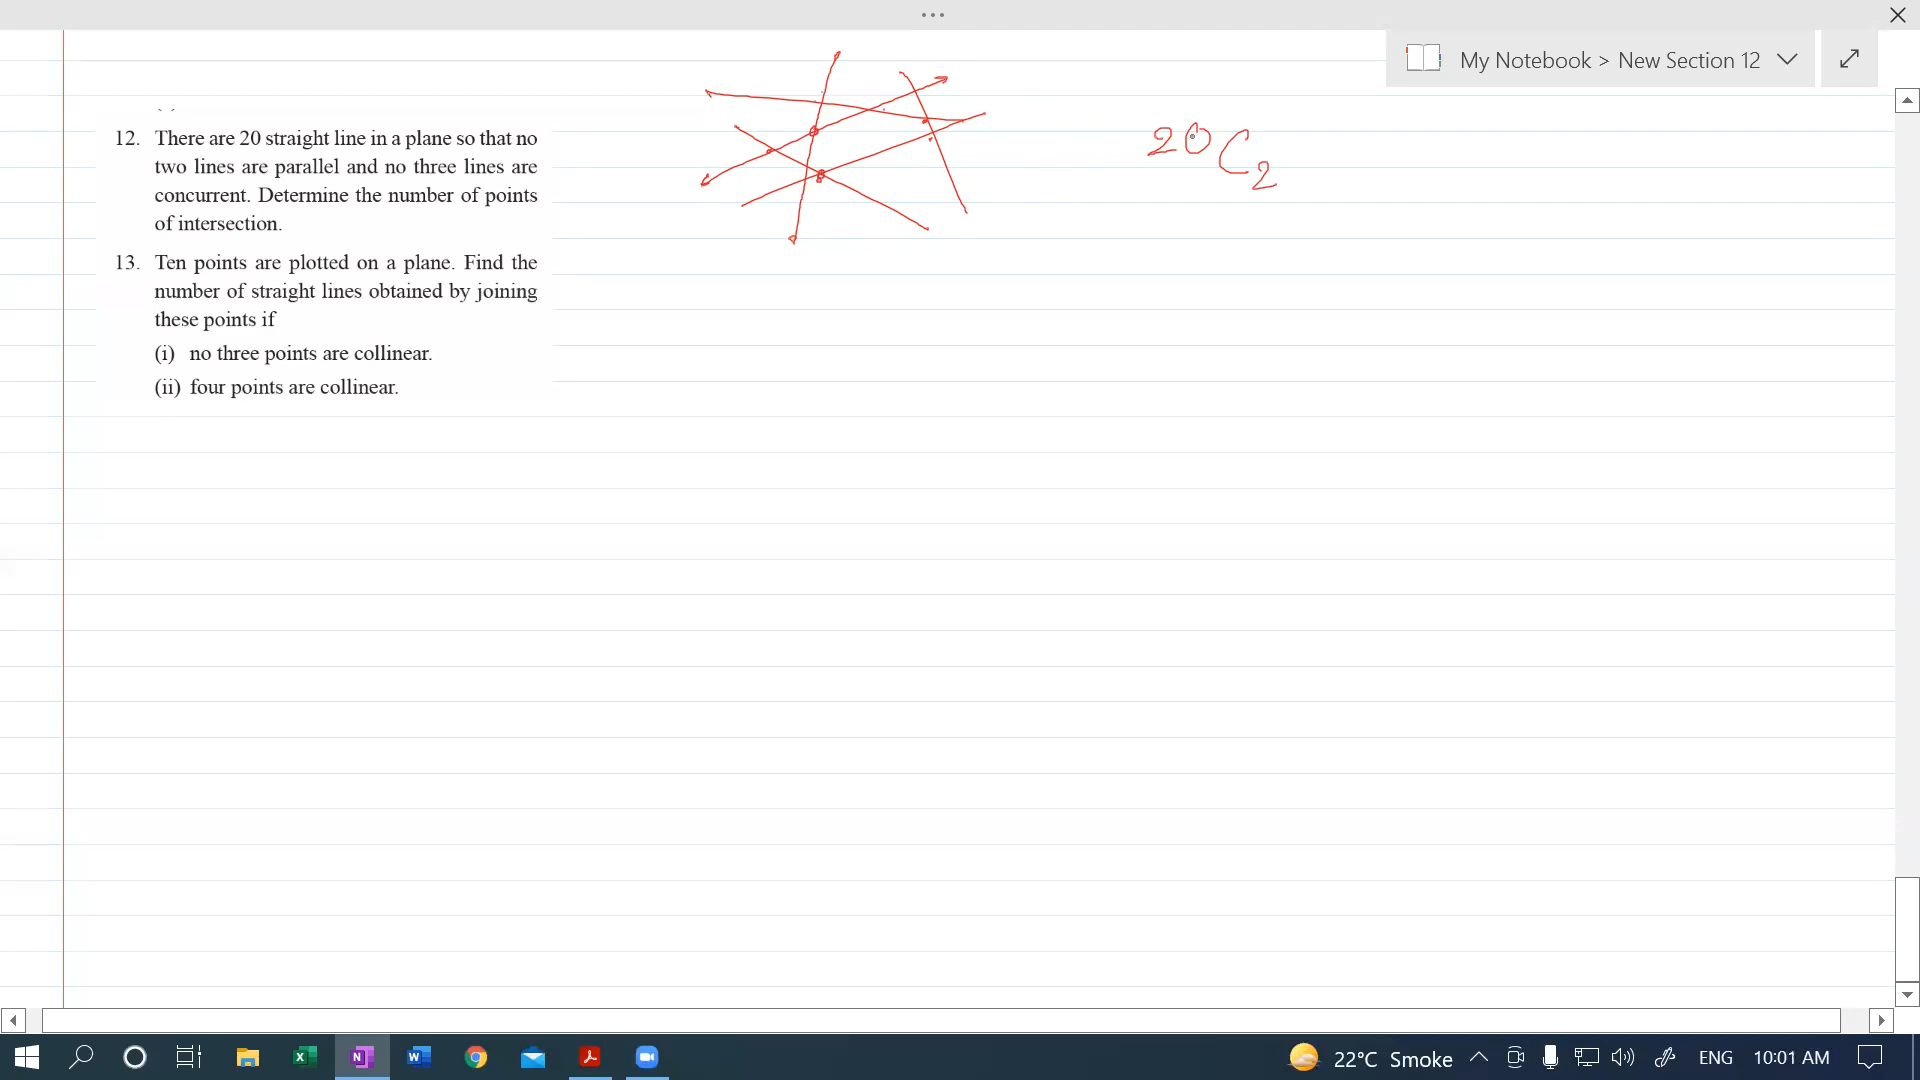 My Notebook > New Section 12
12. There are 20 straight line in a plane so that no
two lines are parallel and no three lines are
concurrent. Determine the number of points
of intersection.
20C2
13. Ten points are plotted on a plane. Find the
number of straight lines obtained by joining
these points if
(i) no three points are collinear.
(ii) four points are collinear.
22°C Smoke
ENG
10:01 AM